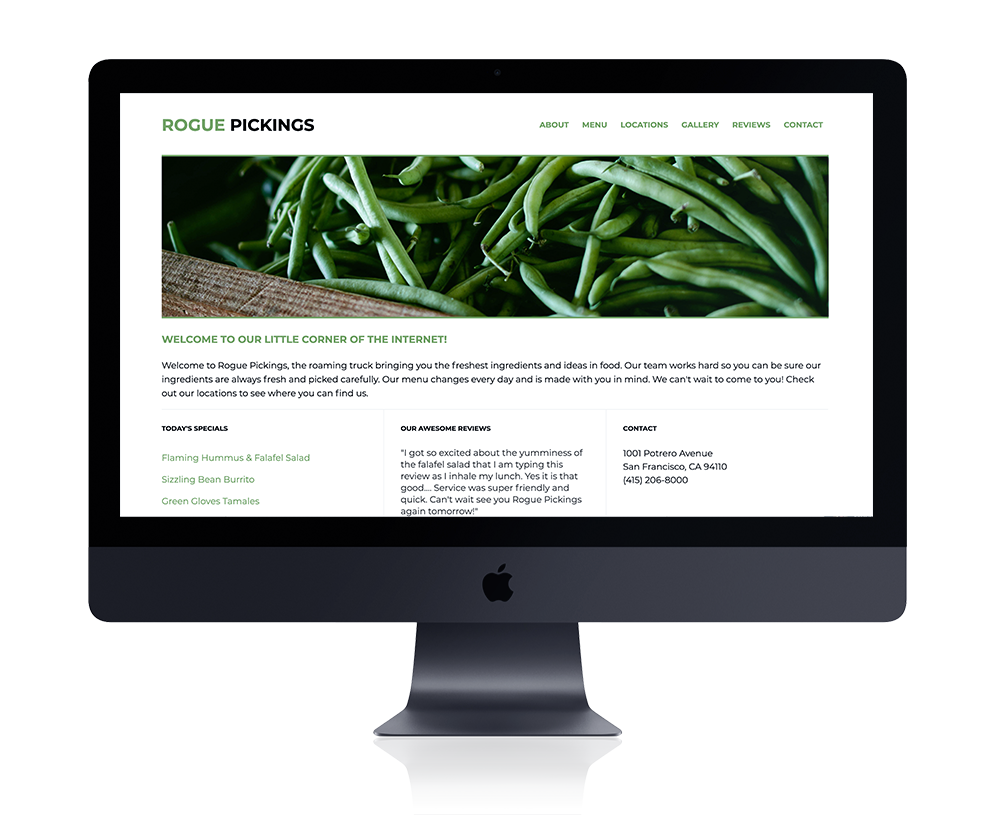 ROGUE PICKINGS
ABOUT MENU LOCATIONS GALLERY REVIEWS CONTACT
WELCOME TO OUR LITTLE CORNER OF THE INTERNET!
Welcome to Rogue Pickings, the roaming truck bringing you the freshest ingredients and ideas in food. Our team works hard so you can be sure our
ingredients are always fresh and picked carefully. Our menu changes every day and is made with you in mind. We can't wait to come to you! Check
out our locations to see where you can find us.
TODAY'S SPECIALS
Flaming Hummus & Falafel Salad
Sizzling Bean Burrito
Green Gloves Tamales
OUR AWESOME REVIEWS
"I got so excited about the yumminess of
the falafel salad that I am typing this
review as I inhale my lunch. Yes it is that
good.... Service was super friendly and
quick. Can't wait see you Rogue Pickings
again tomorrow!"
CONTACT
1001 Potrero Avenue
San Francisco, CA 94110
(415) 206-8000